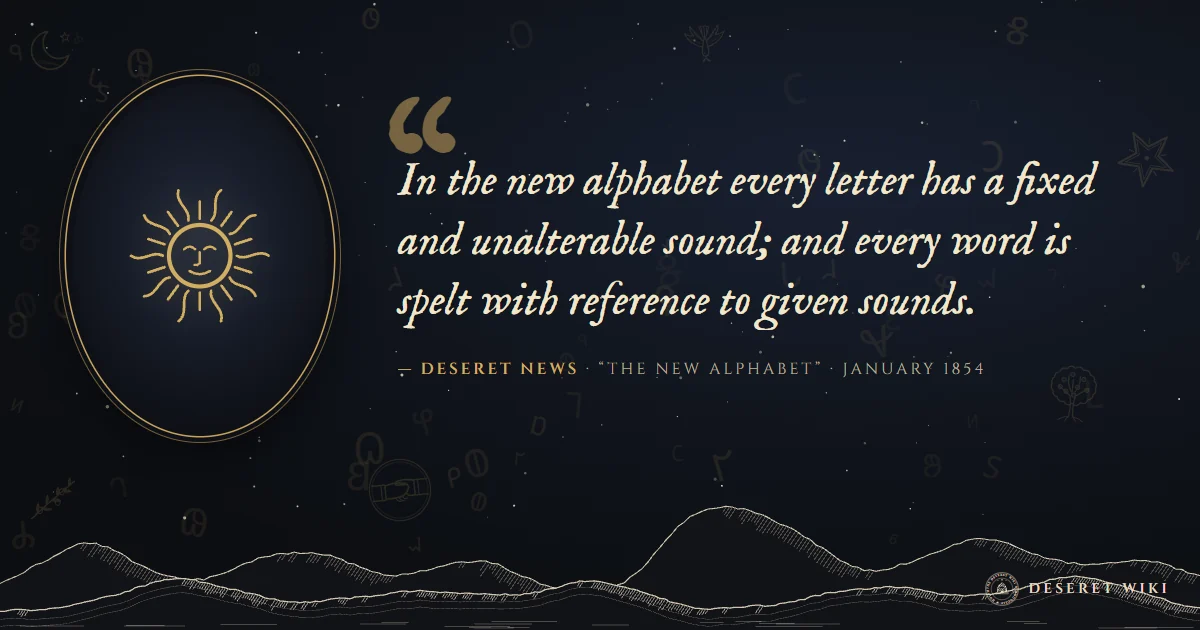 “
In the new alphabet every letter has a fixed
and unalterable sound; and every word is
spelt with reference to given sounds.
— DESERET NEWS · “THE NEW ALPHABET” · JANUARY 1854
DESERET WIKI